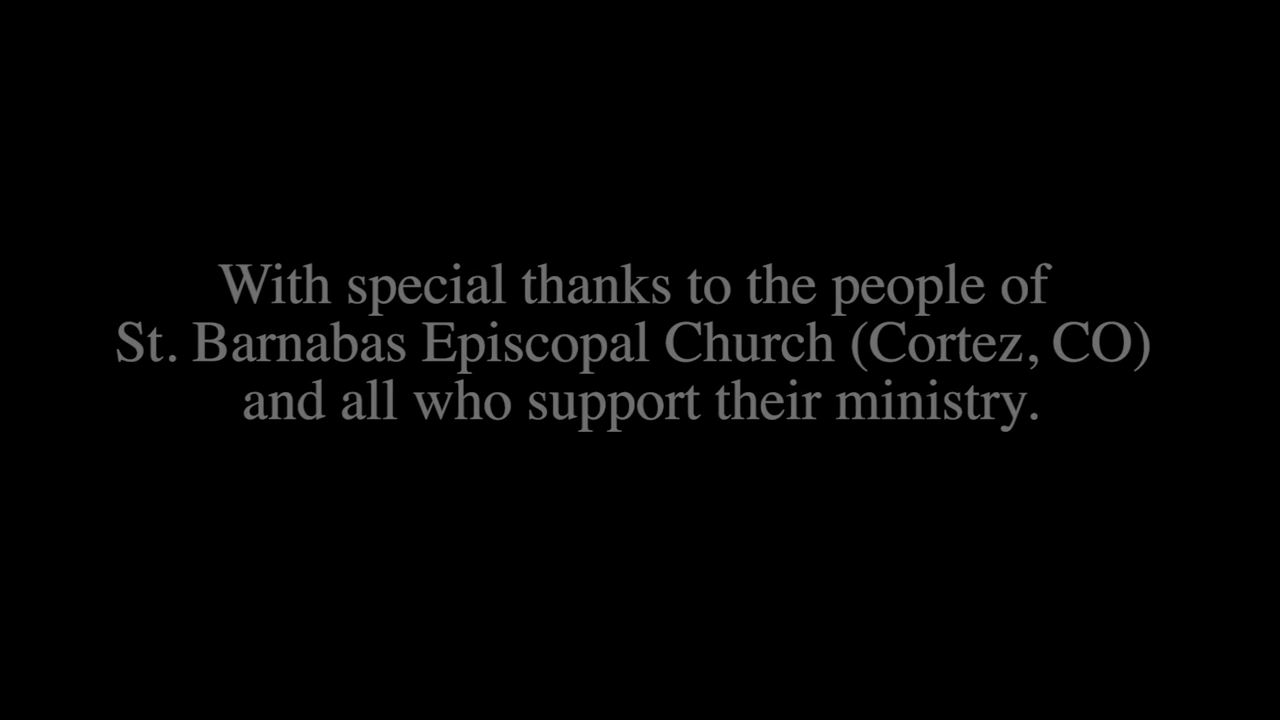 With special thanks to the people of
St. Barnabas Episcopal Church (Cortez, CO)
and all who support their ministry.